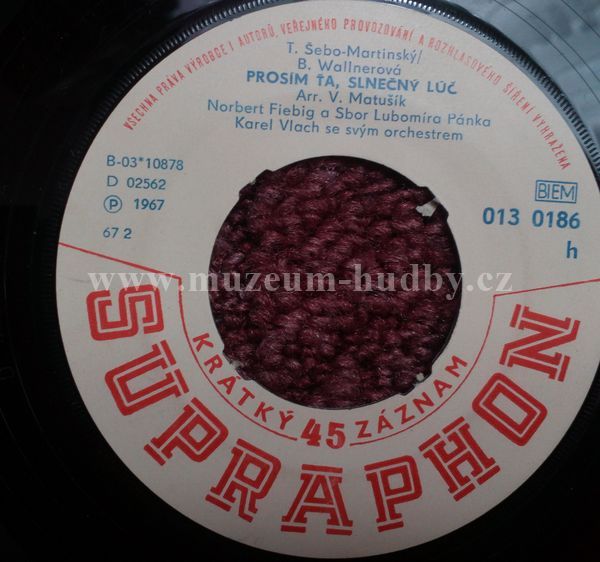 VŠECHNA PRÁVA VÝROBCE I AUTORŮ, VEŘEJNÉHO PROVOZOVÁNÍ A ROZHLASOVÉHO ŠÍŘENÍ VYHRAŽENA
T. Šebo-Martinský/
B. Wallnerová
PROSÍM ŤA, SLNEČNÝ LÚČ
Arr. V. Matušík
Norbert Fiebig a Sbor Lubomíra Pánka
Karel Vlach se svým orchestrem
B-03*10878
D 02562
Ⓟ 1967
67 2
BIEM
013 0186
h
www.muzeum-hudby.cz
KRÁTKÝ 45 ZÁZNAM
SUPRAPHON